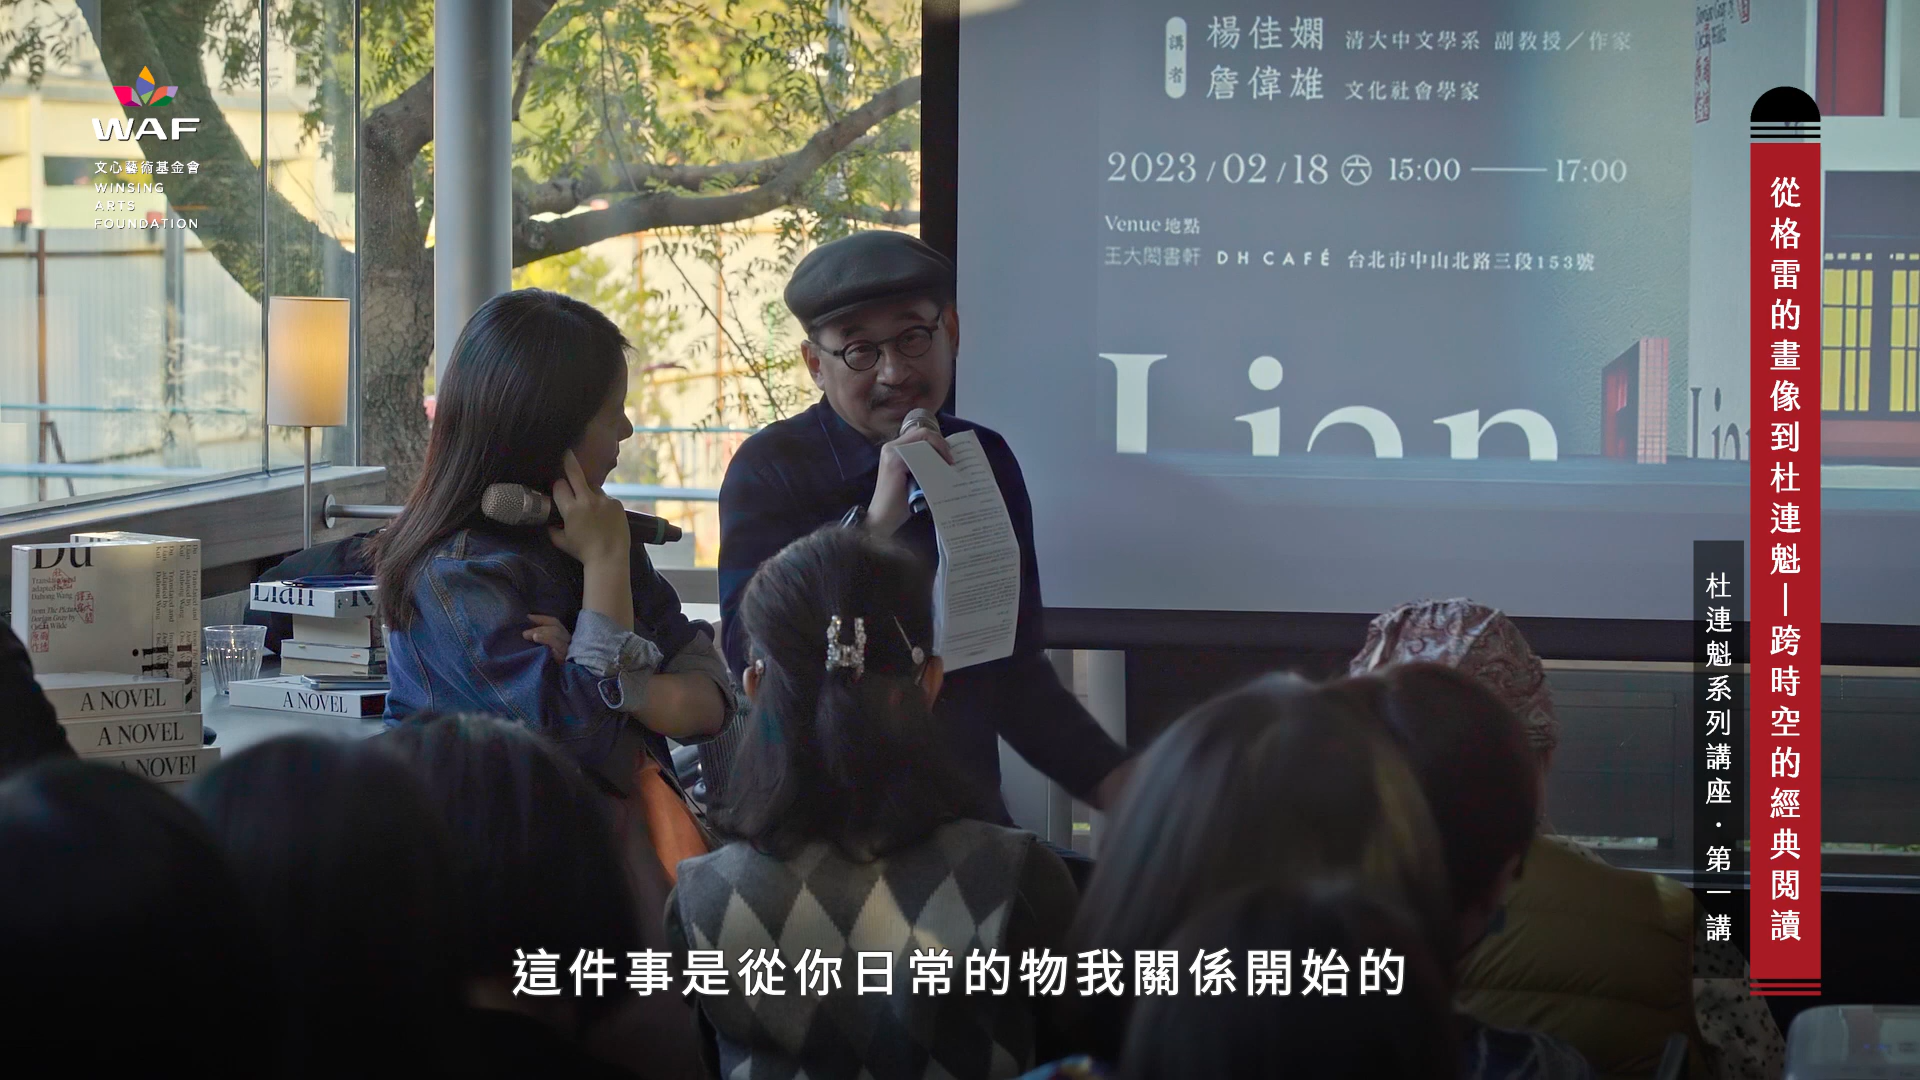 WAF
文心藝術基金會
WINSING
ARTS
FOUNDATION
講者
楊佳嫻 清大中文學系 副教授／作家
詹偉雄 文化社會學家
2023/02/18 ㊅ 15:00 —— 17:00
Venue 地點
王大閎書軒 DH CAFÉ 台北市中山北路三段153號
Lian
從格雷的畫像到杜連魁—跨時空的經典閱讀
杜連魁系列講座．第一講
Du
Lian
A NOVEL
A NOVEL
A NOVEL
A NOVEL
這件事是從你日常的物我關係開始的